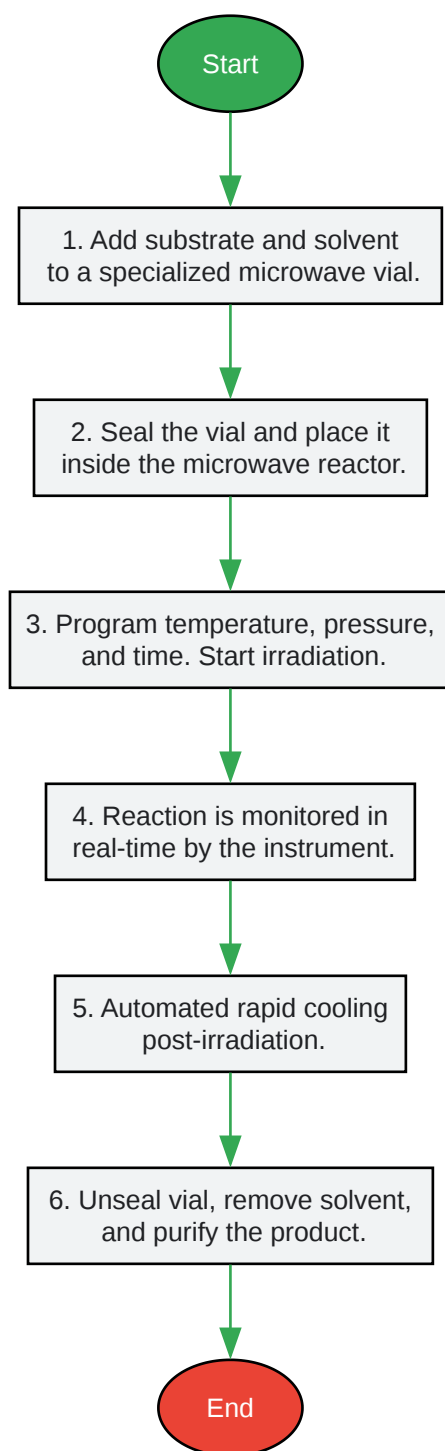 Start
1. Add substrate and solvent
to a specialized microwave vial.
2. Seal the vial and place it
inside the microwave reactor.
3. Program temperature, pressure,
and time. Start irradiation.
4. Reaction is monitored in
real-time by the instrument.
5. Automated rapid cooling
post-irradiation.
6. Unseal vial, remove solvent,
and purify the product.
End